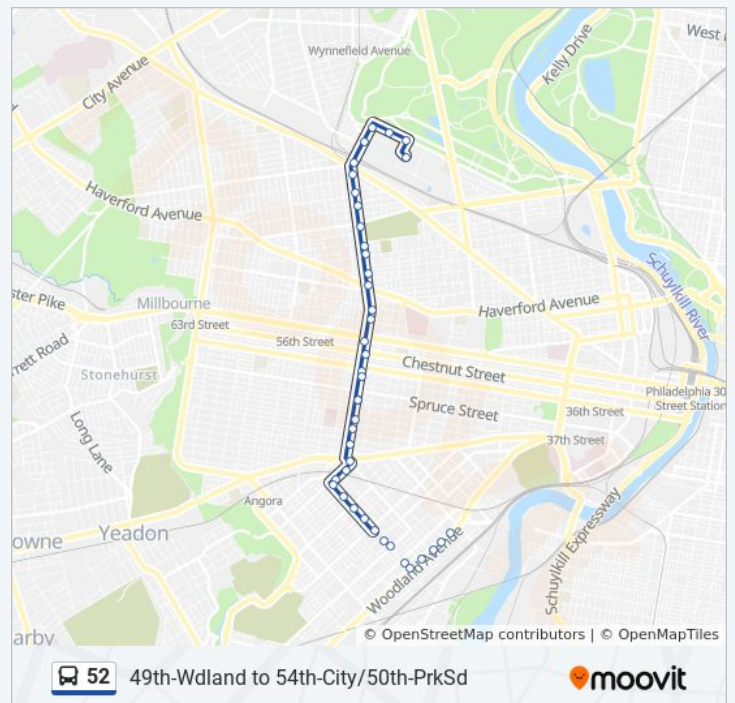 Wynnefield Avenue
West
Kelly Drive
City Avenue
Haverford Avenue
Schuylkill River
ster Pike
Millbourne
Haverford Avenue
63rd Street
rrett Road
56th Street
Stonehurst
Chestnut Street
Philadelphia 30
Street Station
Spruce Street
36th Street
Long Lane
37th Street
Angora
owne
Yeadon
Schuylkill Expressway
Woodland Avenue
arby
© OpenStreetMap contributors | © OpenMapTiles
52 49th-Wdland to 54th-City/50th-PrkSd
moovit